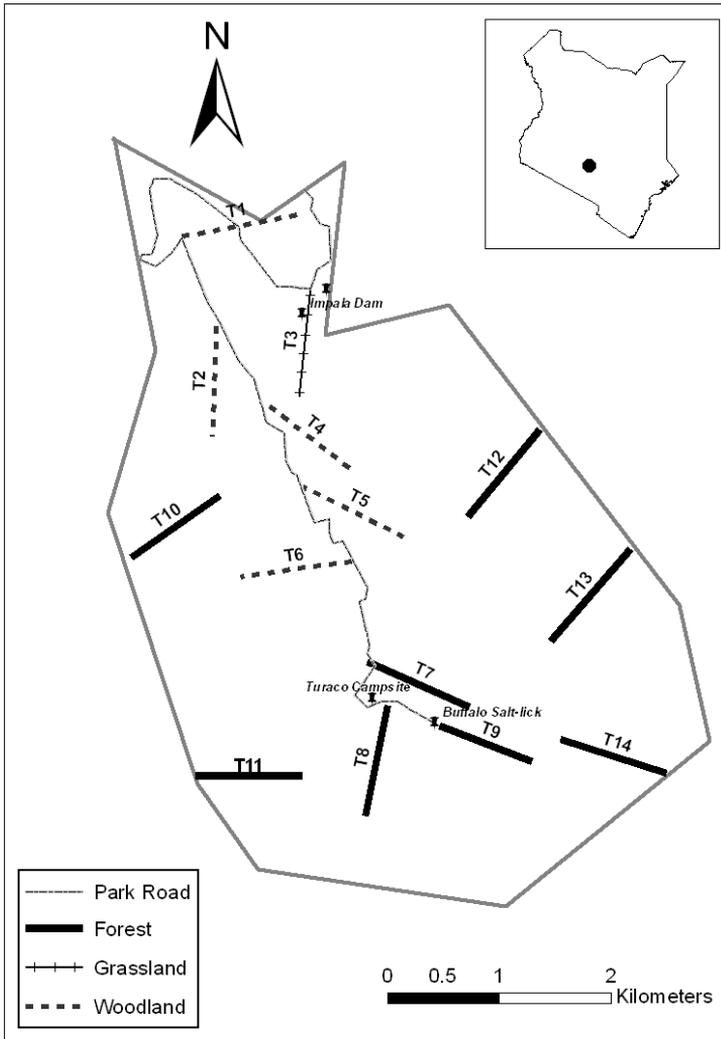 N
T1
Impala Dam
T3
T2
T4
T12
T5
T10
T6
T13
T7
Turaco Campsite
Buffalo Salt-lick
T9
T14
T8
T11
Park Road
Forest
Grassland
Woodland
0 0.5 1 2
Kilometers